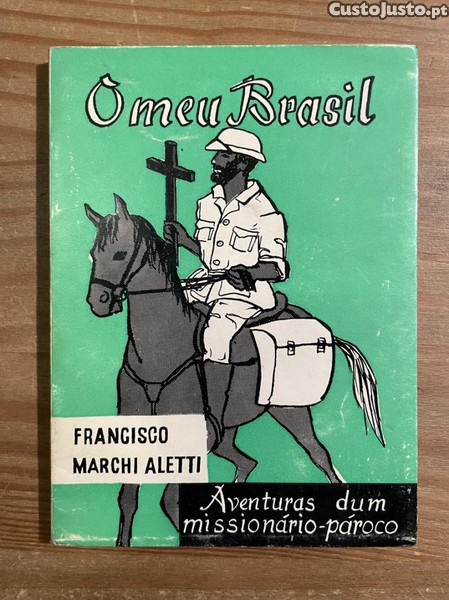 CustoJusto.pt
O meu Brasil
FRANCISCO
MARCHI ALETTI
Aventuras dum
missionário-pároco